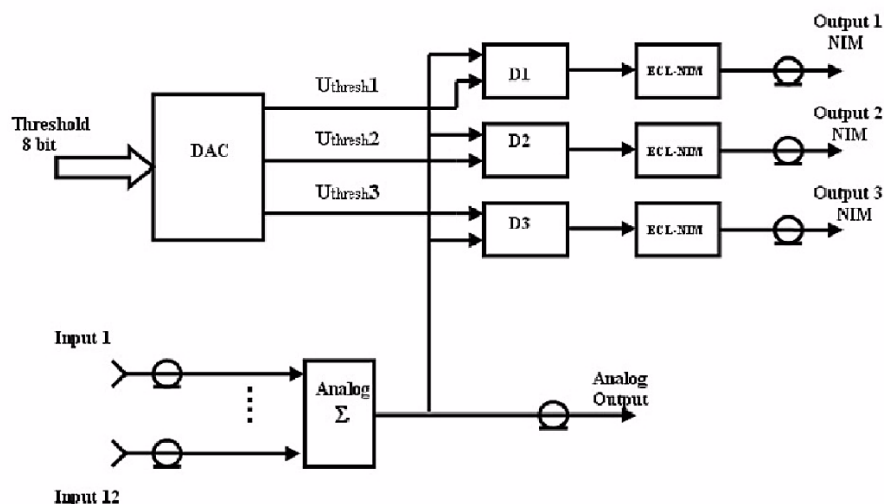 Output 1
NIM
Uthresh1
D1
ECL-NIM
Threshold
8 bit
DAC
Uthresh2
D2
ECL-NIM
Output 2
NIM
Uthresh3
D3
ECL-NIM
Output 3
NIM
Input 1
Analog
Σ
Analog
Output
Input 12